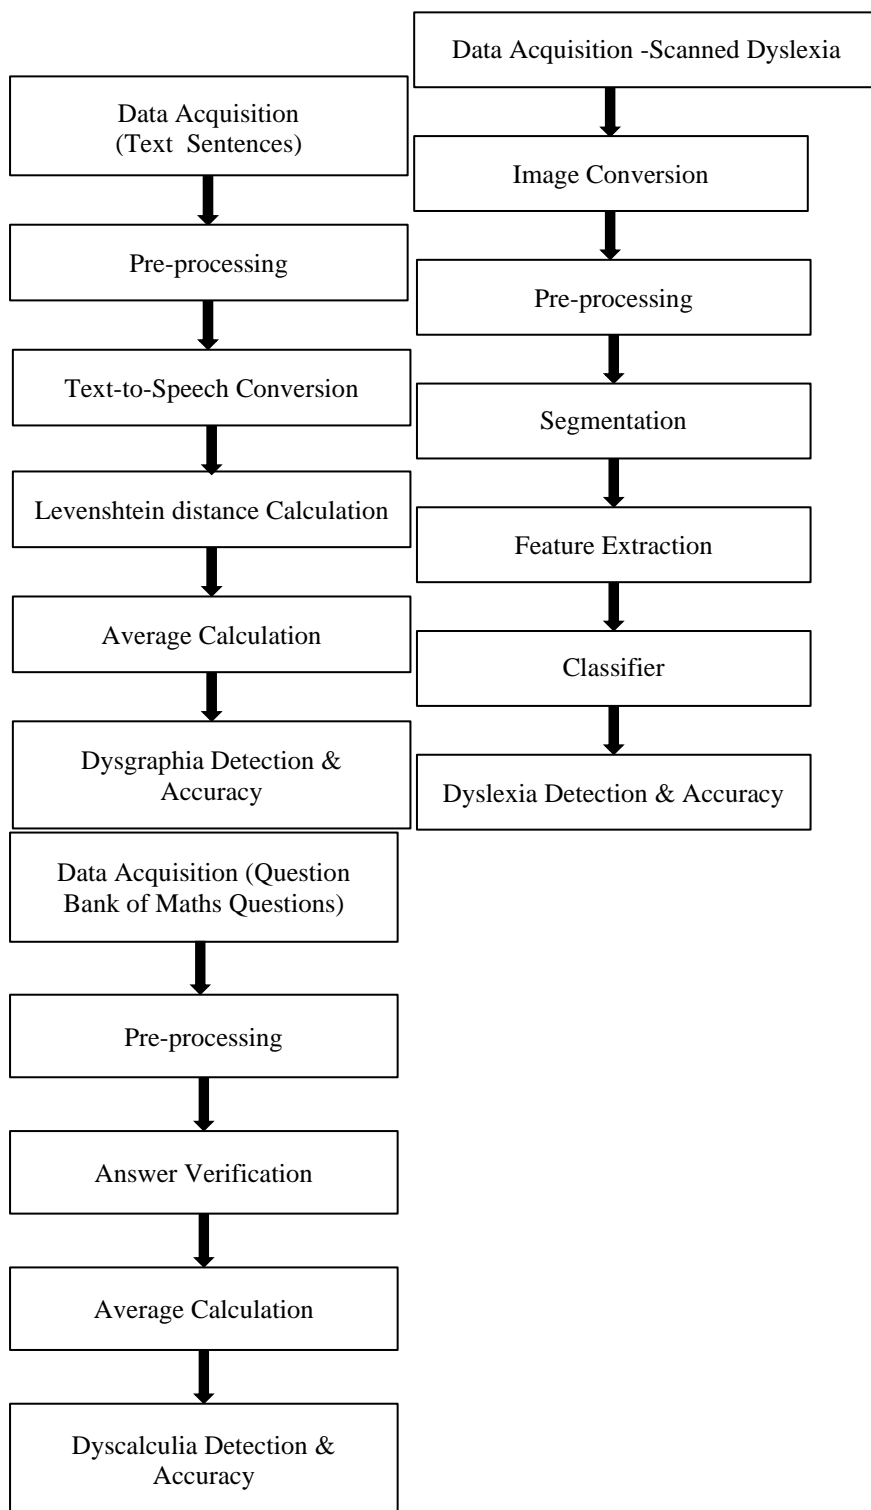 Data Acquisition
(Text Sentences)
Pre-processing
Text-to-Speech Conversion
Levenshtein distance Calculation
Average Calculation
Dysgraphia Detection &
Accuracy
Data Acquisition -Scanned Dyslexia
Image Conversion
Pre-processing
Segmentation
Feature Extraction
Classifier
Dyslexia Detection & Accuracy
Data Acquisition (Question
Bank of Maths Questions)
Pre-processing
Answer Verification
Average Calculation
Dyscalculia Detection &
Accuracy